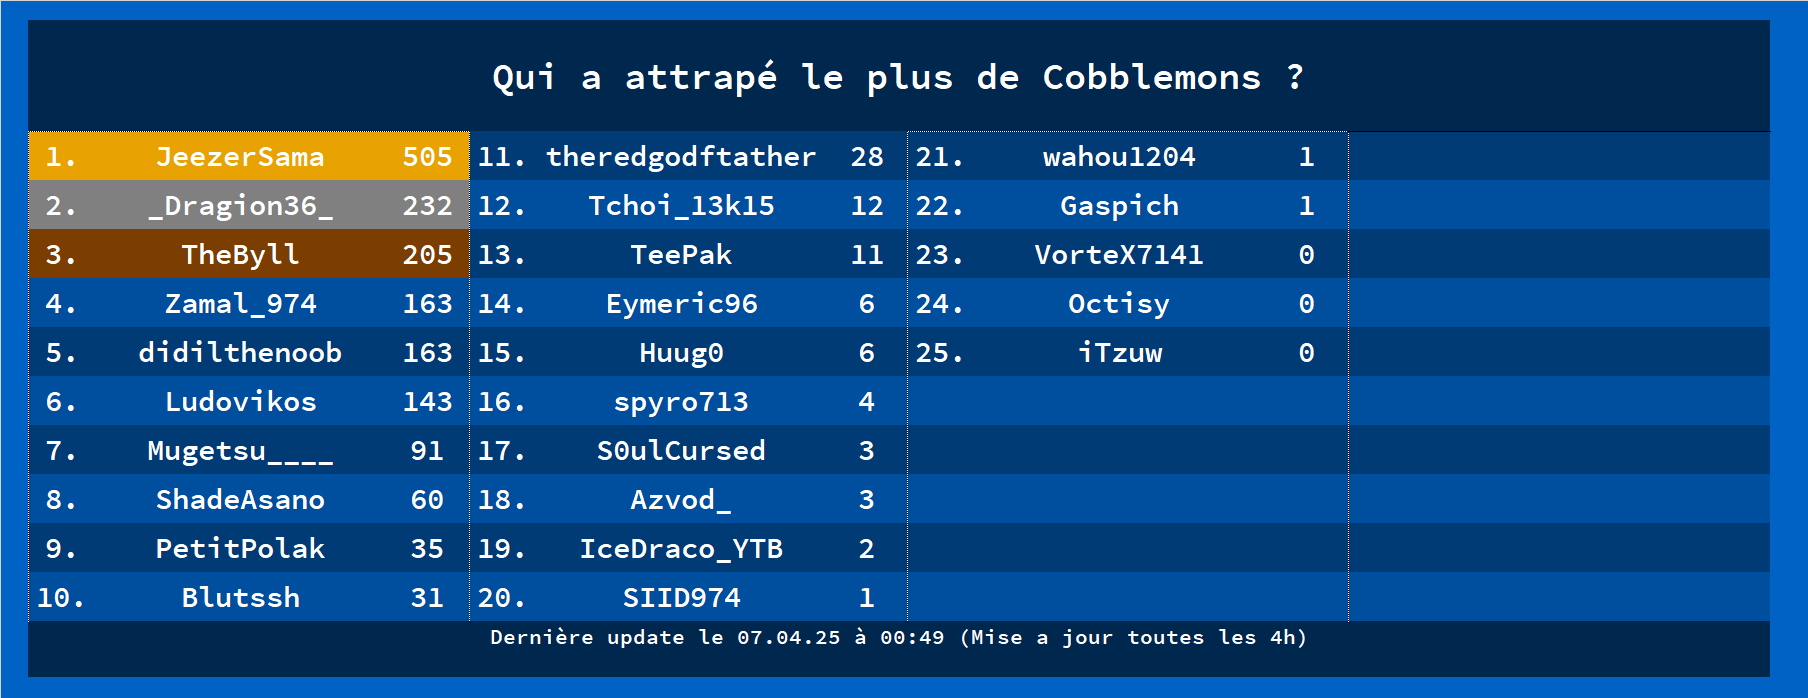 Qui a attrapé le plus de Cobblemons ?
1. JeezerSama 505
2. _Dragion36_ 232
3. TheByll 205
4. Zamal_974 163
5. didilthenoob 163
6. Ludovikos 143
7. Mugetsu____ 91
8. ShadeAsano 60
9. PetitPolak 35
10. Blutssh 31
11. theredgodftather 28
12. Tchoi_13k15 12
13. TeePak 11
14. Eymeric96 6
15. Huug0 6
16. spyro713 4
17. S0ulCursed 3
18. Azvod_ 3
19. IceDraco_YTB 2
20. SIID974 1
21. wahou1204 1
22. Gaspich 1
23. VorteX7141 0
24. Octisy 0
25. iTzuw 0
Dernière update le 07.04.25 à 00:49 (Mise a jour toutes les 4h)